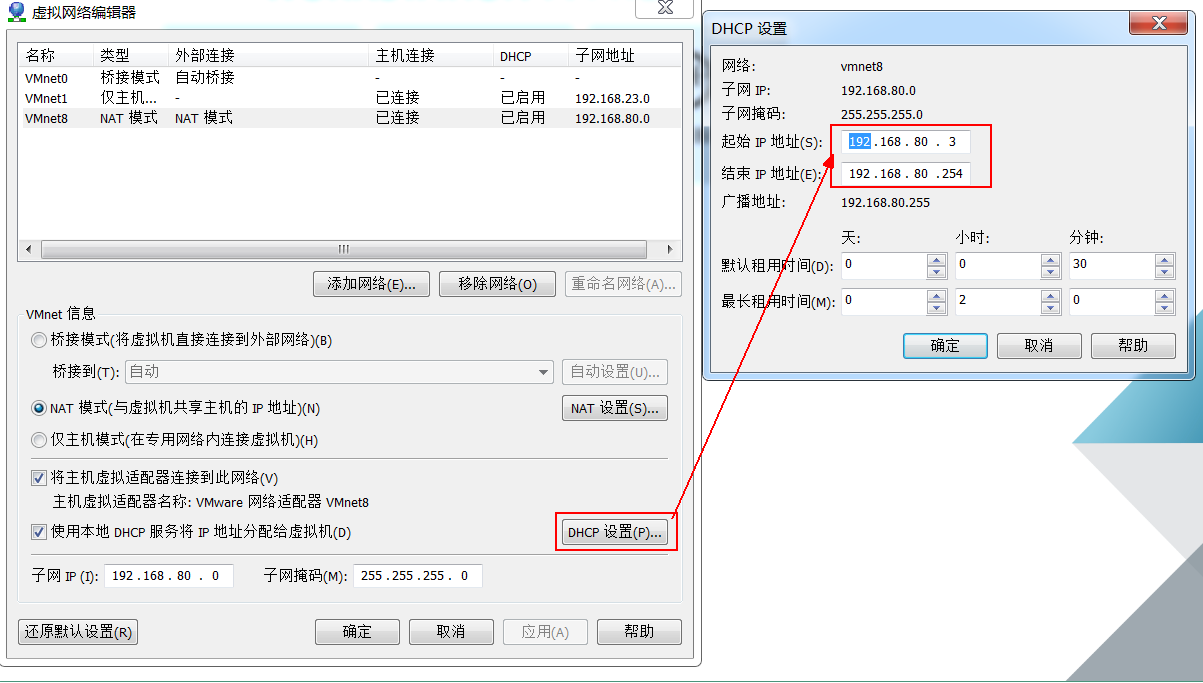 虚拟网络编辑器
名称 类型 外部连接 主机连接 DHCP 子网地址
VMnet0 桥接模式 自动桥接 - - -
VMnet1 仅主机... - 已连接 已启用 192.168.23.0
VMnet8 NAT 模式 NAT 模式 已连接 已启用 192.168.80.0
添加网络(E)... 移除网络(O) 重命名网络(A)...
VMnet 信息
桥接模式(将虚拟机直接连接到外部网络)(B)
桥接到(T): 自动 自动设置(U)...
NAT 模式(与虚拟机共享主机的 IP 地址)(N) NAT 设置(S)...
仅主机模式(在专用网络内连接虚拟机)(H)
将主机虚拟适配器连接到此网络(V)
主机虚拟适配器名称: VMware 网络适配器 VMnet8
使用本地 DHCP 服务将 IP 地址分配给虚拟机(D) DHCP 设置(P)...
子网 IP (I): 192.168.80.0 子网掩码(M): 255.255.255.0
还原默认设置(R) 确定 取消 应用(A) 帮助
DHCP 设置
网络: vmnet8
子网 IP: 192.168.80.0
子网掩码: 255.255.255.0
起始 IP 地址(S): 192.168.80.3
结束 IP 地址(E): 192.168.80.254
广播地址: 192.168.80.255
天: 小时: 分钟:
默认租用时间(D): 0 0 30
最长租用时间(M): 0 2 0
确定 取消 帮助